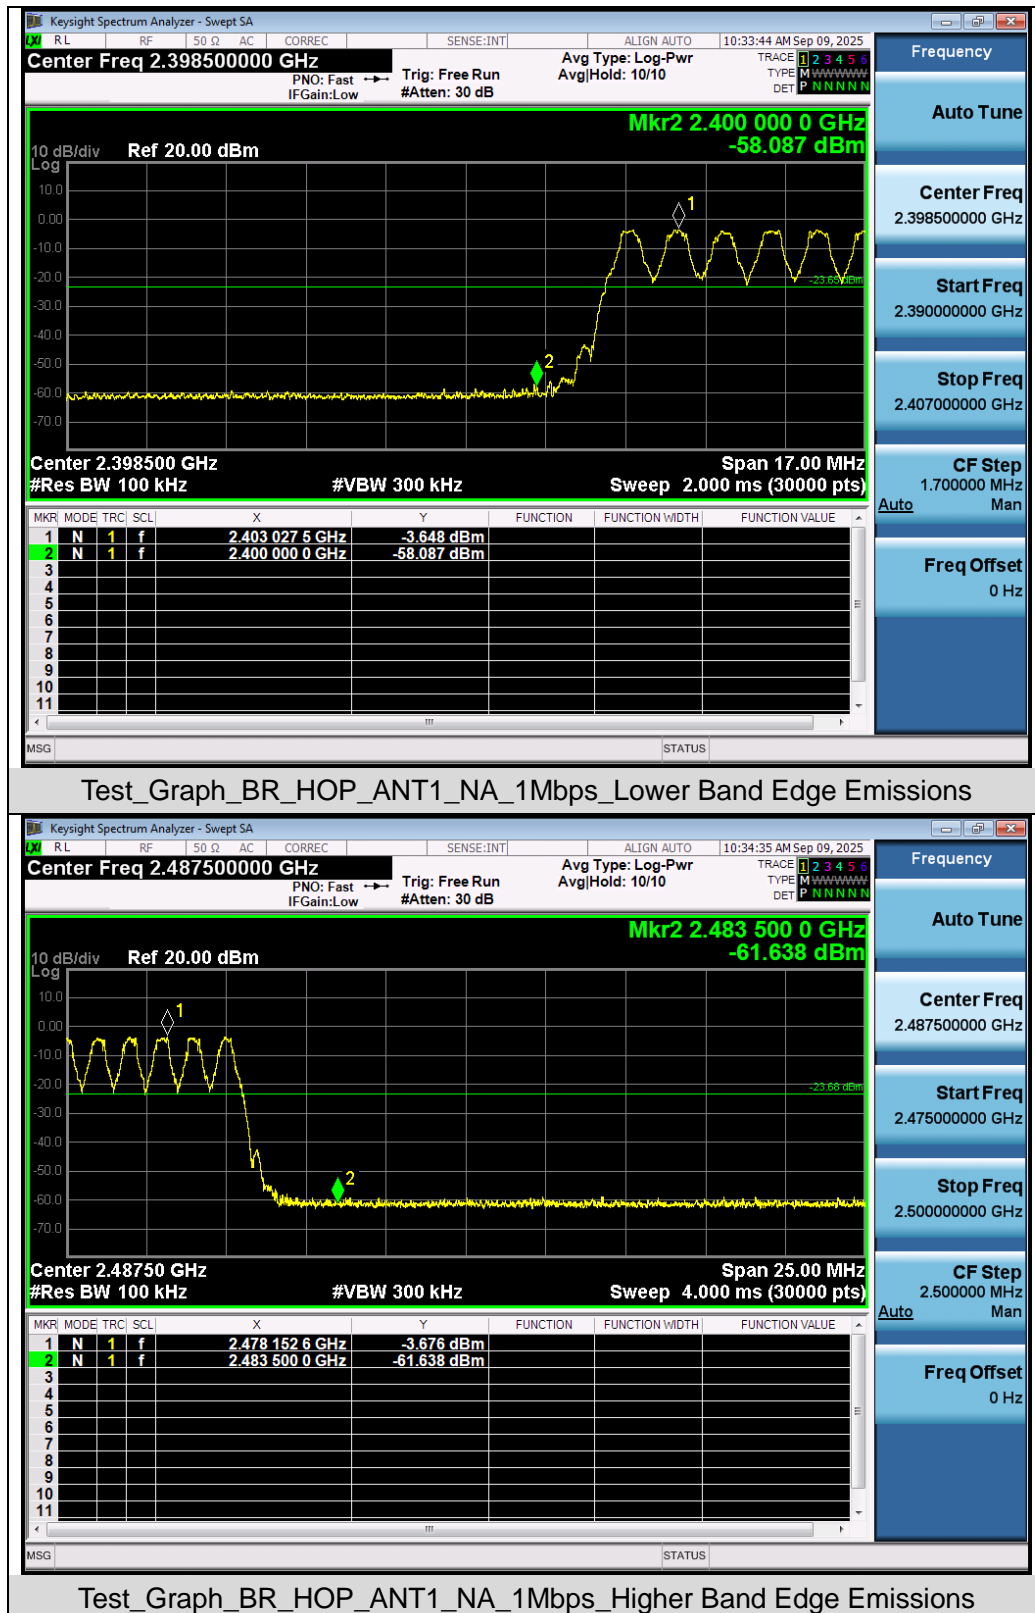 Keysight Spectrum Analyzer - Swept SA
LXI RL RF 50 Ω AC CORREC SENSE:INT ALIGN AUTO 10:33:44 AM Sep 09, 2025
Center Freq 2.398500000 GHz
PNO: Fast
IFGain:Low
Trig: Free Run
#Atten: 30 dB
Avg Type: Log-Pwr
Avg|Hold: 10/10
TRACE 1 2 3 4 5 6
TYPE M WWWWW
DET P N N N N N
Frequency
Mkr2 2.400 000 0 GHz
-58.087 dBm
10 dB/div Ref 20.00 dBm
Log
10.0
0.00
-10.0
-20.0
-30.0
-40.0
-50.0
-60.0
-70.0
1
2
-23.65 dBm
Center 2.398500 GHz Span 17.00 MHz
#Res BW 100 kHz #VBW 300 kHz Sweep 2.000 ms (30000 pts)
MKR MODE TRC SCL X Y FUNCTION FUNCTION WIDTH FUNCTION VALUE
1 N 1 f 2.403 027 5 GHz -3.648 dBm
2 N 1 f 2.400 000 0 GHz -58.087 dBm
3
4
5
6
7
8
9
10
11
MSG STATUS
Auto Tune
Center Freq
2.398500000 GHz
Start Freq
2.390000000 GHz
Stop Freq
2.407000000 GHz
CF Step
1.700000 MHz
Auto Man
Freq Offset
0 Hz
Test_Graph_BR_HOP_ANT1_NA_1Mbps_Lower Band Edge Emissions
Keysight Spectrum Analyzer - Swept SA
LXI RL RF 50 Ω AC CORREC SENSE:INT ALIGN AUTO 10:34:35 AM Sep 09, 2025
Center Freq 2.487500000 GHz
PNO: Fast
IFGain:Low
Trig: Free Run
#Atten: 30 dB
Avg Type: Log-Pwr
Avg|Hold: 10/10
TRACE 1 2 3 4 5 6
TYPE M WWWWW
DET P N N N N N
Frequency
Mkr2 2.483 500 0 GHz
-61.638 dBm
10 dB/div Ref 20.00 dBm
Log
10.0
0.00
-10.0
-20.0
-30.0
-40.0
-50.0
-60.0
-70.0
1
2
-23.68 dBm
Center 2.48750 GHz Span 25.00 MHz
#Res BW 100 kHz #VBW 300 kHz Sweep 4.000 ms (30000 pts)
MKR MODE TRC SCL X Y FUNCTION FUNCTION WIDTH FUNCTION VALUE
1 N 1 f 2.478 152 6 GHz -3.676 dBm
2 N 1 f 2.483 500 0 GHz -61.638 dBm
3
4
5
6
7
8
9
10
11
MSG STATUS
Auto Tune
Center Freq
2.487500000 GHz
Start Freq
2.475000000 GHz
Stop Freq
2.500000000 GHz
CF Step
2.500000 MHz
Auto Man
Freq Offset
0 Hz
Test_Graph_BR_HOP_ANT1_NA_1Mbps_Higher Band Edge Emissions